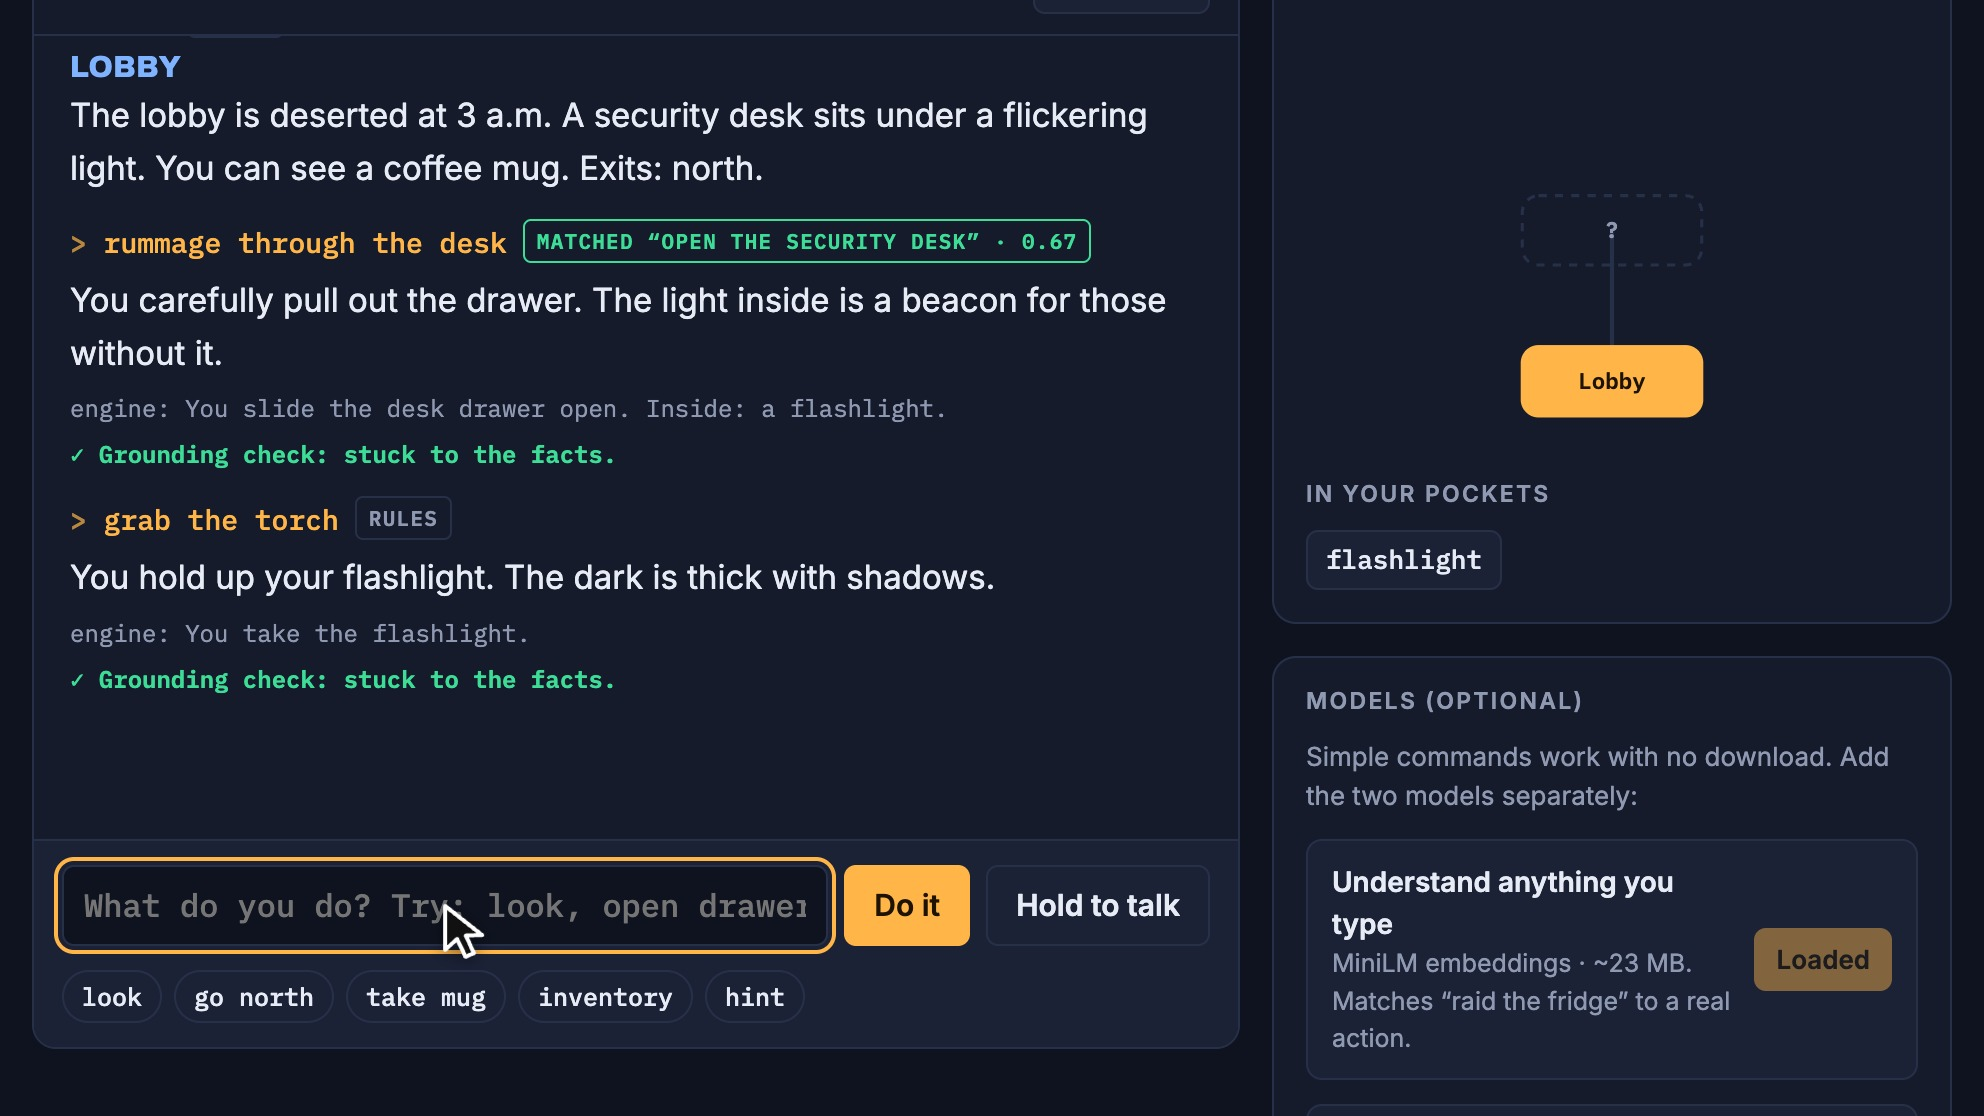 LOBBY
The lobby is deserted at 3 a.m. A security desk sits under a flickering
light. You can see a coffee mug. Exits: north.
> rummage through the desk MATCHED “OPEN THE SECURITY DESK” · 0.67
You carefully pull out the drawer. The light inside is a beacon for those
without it.
engine: You slide the desk drawer open. Inside: a flashlight.
✓ Grounding check: stuck to the facts.
> grab the torch RULES
You hold up your flashlight. The dark is thick with shadows.
engine: You take the flashlight.
✓ Grounding check: stuck to the facts.
What do you do? Try: look, open drawer
Do it
Hold to talk
look
go north
take mug
inventory
hint
?
Lobby
IN YOUR POCKETS
flashlight
MODELS (OPTIONAL)
Simple commands work with no download. Add
the two models separately:
Understand anything you
type
MiniLM embeddings · ~23 MB.
Matches “raid the fridge” to a real
action.
Loaded